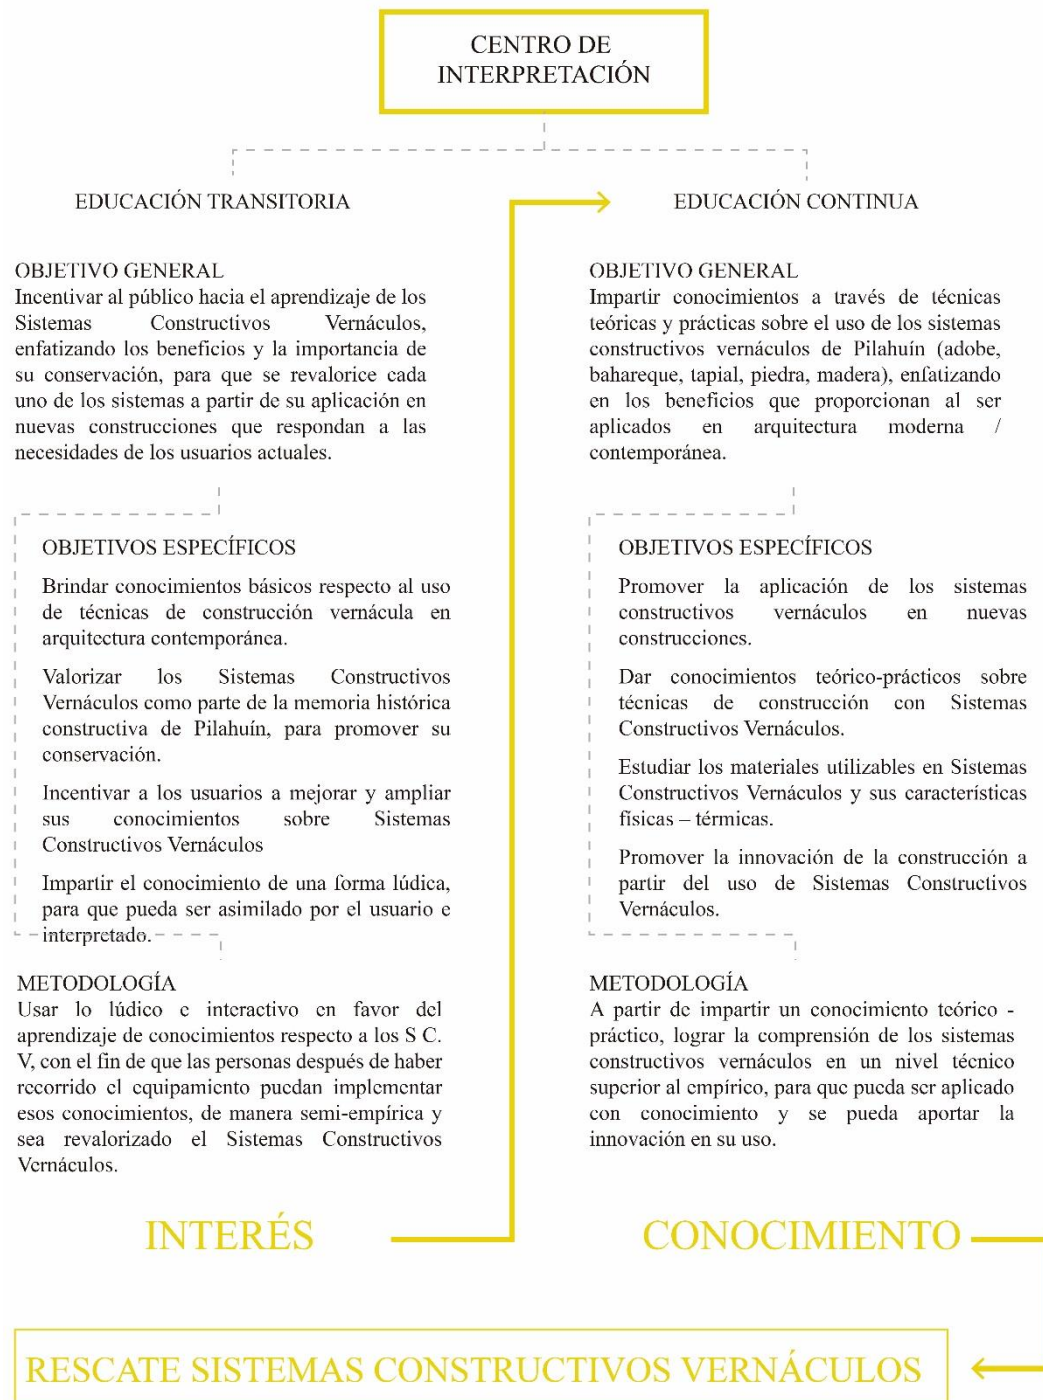 CENTRO DE
INTERPRETACIÓN
EDUCACIÓN TRANSITORIA
OBJETIVO GENERAL
Incentivar al público hacia el aprendizaje de los
Sistemas Constructivos Vernáculos,
enfatizando los beneficios y la importancia de
su conservación, para que se revalorice cada
uno de los sistemas a partir de su aplicación en
nuevas construcciones que respondan a las
necesidades de los usuarios actuales.
OBJETIVOS ESPECÍFICOS
Brindar conocimientos básicos respecto al uso
de técnicas de construcción vernácula en
arquitectura contemporánea.
Valorizar los Sistemas Constructivos
Vernáculos como parte de la memoria histórica
constructiva de Pilahuín, para promover su
conservación.
Incentivar a los usuarios a mejorar y ampliar
sus conocimientos sobre Sistemas
Constructivos Vernáculos
Impartir el conocimiento de una forma lúdica,
para que pueda ser asimilado por el usuario e
interpretado.
METODOLOGÍA
Usar lo lúdico e interactivo en favor del
aprendizaje de conocimientos respecto a los S C.
V, con el fin de que las personas después de haber
recorrido el equipamiento puedan implementar
esos conocimientos, de manera semi-empírica y
sea revalorizado el Sistemas Constructivos
Vernáculos.
INTERÉS
EDUCACIÓN CONTINUA
OBJETIVO GENERAL
Impartir conocimientos a través de técnicas
teóricas y prácticas sobre el uso de los sistemas
constructivos vernáculos de Pilahuín (adobe,
bahareque, tapial, piedra, madera), enfatizando
en los beneficios que proporcionan al ser
aplicados en arquitectura moderna /
contemporánea.
OBJETIVOS ESPECÍFICOS
Promover la aplicación de los sistemas
constructivos vernáculos en nuevas
construcciones.
Dar conocimientos teórico-prácticos sobre
técnicas de construcción con Sistemas
Constructivos Vernáculos.
Estudiar los materiales utilizables en Sistemas
Constructivos Vernáculos y sus características
físicas – térmicas.
Promover la innovación de la construcción a
partir del uso de Sistemas Constructivos
Vernáculos.
METODOLOGÍA
A partir de impartir un conocimiento teórico -
práctico, lograr la comprensión de los sistemas
constructivos vernáculos en un nivel técnico
superior al empírico, para que pueda ser aplicado
con conocimiento y se pueda aportar la
innovación en su uso.
CONOCIMIENTO
RESCATE SISTEMAS CONSTRUCTIVOS VERNÁCULOS